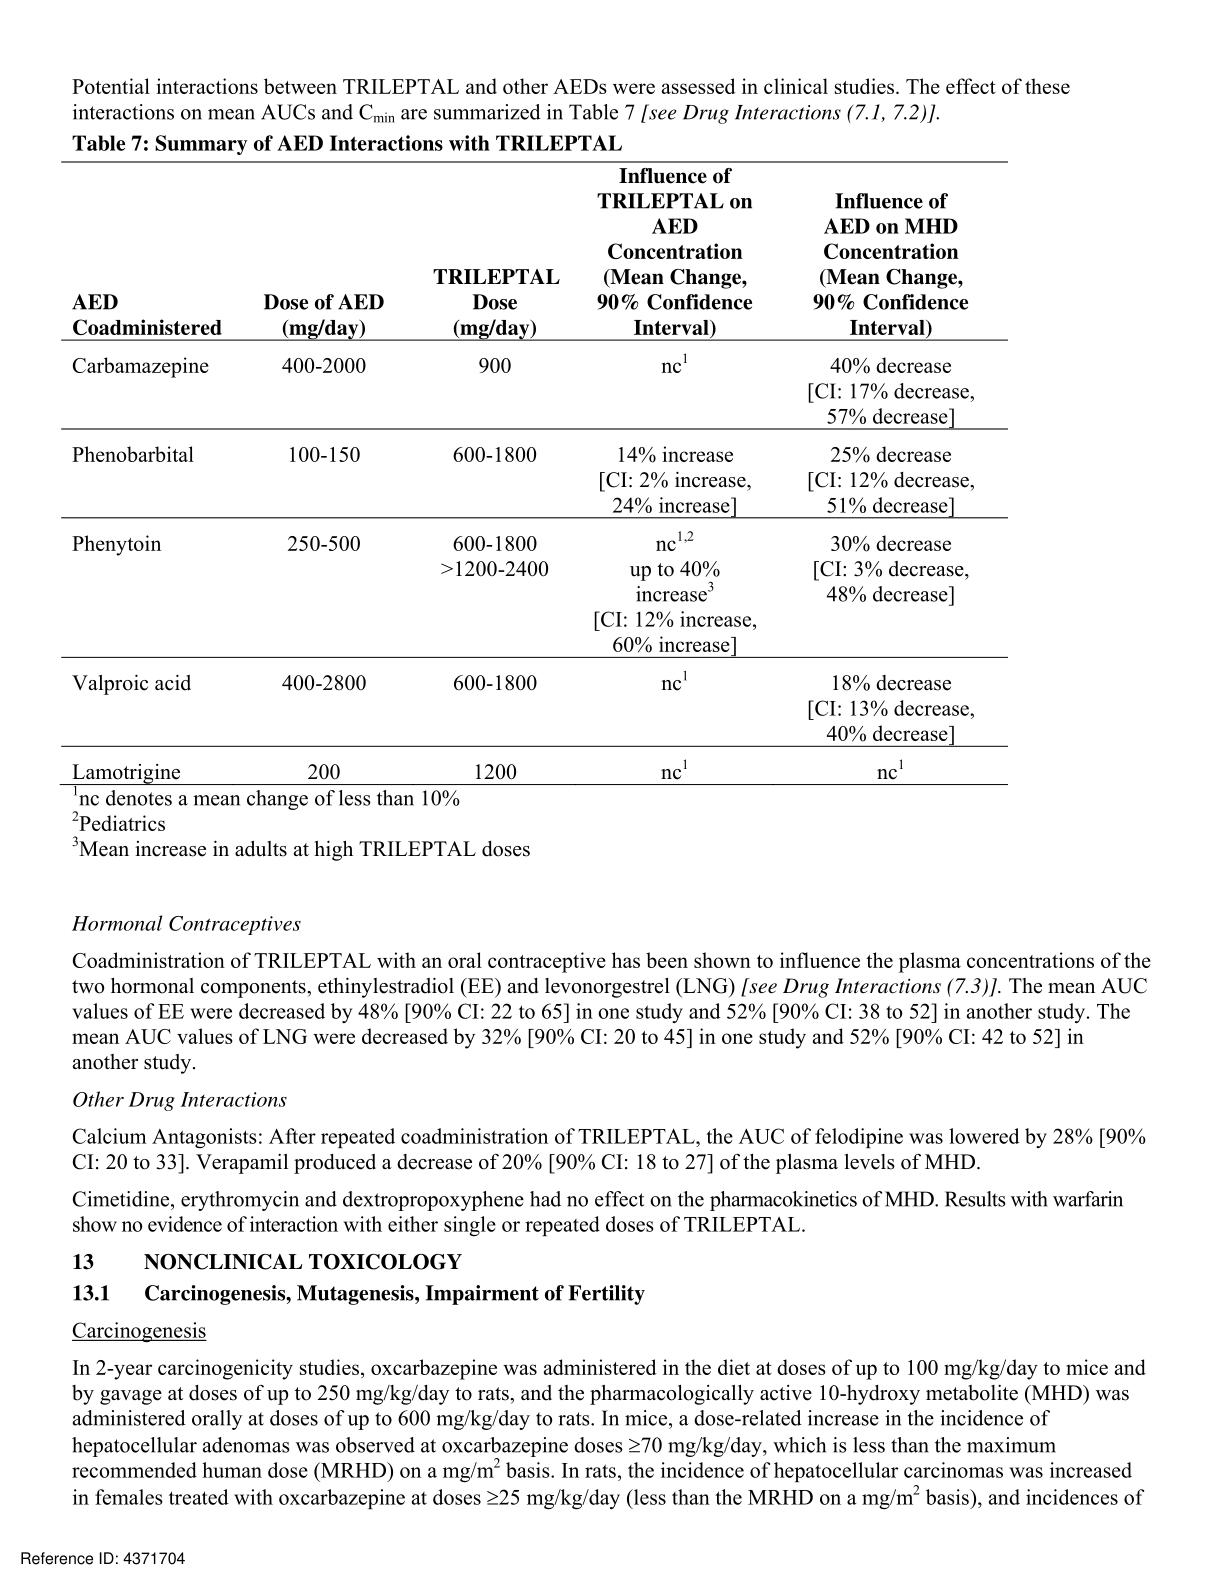 Potential interactions between TRILEPTAL and other AEDs were assessed in clinical studies. The effect of these
interactions on mean AUCs and Cmin are summarized in Table 7 [see Drug Interactions (7.1, 7.2)].
Table 7: Summary of AED Interactions with TRILEPTAL
AED Coadministered | Dose of AED (mg/day) | TRILEPTAL Dose (mg/day) | Influence of TRILEPTAL on AED Concentration (Mean Change, 90% Confidence Interval) | Influence of AED on MHD Concentration (Mean Change, 90% Confidence Interval)
Carbamazepine 400-2000 900 nc¹ 40% decrease
[CI: 17% decrease,
57% decrease]
Phenobarbital 100-150 600-1800 14% increase 25% decrease
[CI: 2% increase, [CI: 12% decrease,
24% increase] 51% decrease]
Phenytoin 250-500 600-1800 nc¹,² 30% decrease
>1200-2400 up to 40% [CI: 3% decrease,
increase³ 48% decrease]
[CI: 12% increase,
60% increase]
Valproic acid 400-2800 600-1800 nc¹ 18% decrease
[CI: 13% decrease,
40% decrease]
Lamotrigine 200 1200 nc¹ nc¹
¹nc denotes a mean change of less than 10%
²Pediatrics
³Mean increase in adults at high TRILEPTAL doses
Hormonal Contraceptives
Coadministration of TRILEPTAL with an oral contraceptive has been shown to influence the plasma concentrations of the
two hormonal components, ethinylestradiol (EE) and levonorgestrel (LNG) [see Drug Interactions (7.3)]. The mean AUC
values of EE were decreased by 48% [90% CI: 22 to 65] in one study and 52% [90% CI: 38 to 52] in another study. The
mean AUC values of LNG were decreased by 32% [90% CI: 20 to 45] in one study and 52% [90% CI: 42 to 52] in
another study.
Other Drug Interactions
Calcium Antagonists: After repeated coadministration of TRILEPTAL, the AUC of felodipine was lowered by 28% [90%
CI: 20 to 33]. Verapamil produced a decrease of 20% [90% CI: 18 to 27] of the plasma levels of MHD.
Cimetidine, erythromycin and dextropropoxyphene had no effect on the pharmacokinetics of MHD. Results with warfarin
show no evidence of interaction with either single or repeated doses of TRILEPTAL.
13 NONCLINICAL TOXICOLOGY
13.1 Carcinogenesis, Mutagenesis, Impairment of Fertility
Carcinogenesis
In 2-year carcinogenicity studies, oxcarbazepine was administered in the diet at doses of up to 100 mg/kg/day to mice and
by gavage at doses of up to 250 mg/kg/day to rats, and the pharmacologically active 10-hydroxy metabolite (MHD) was
administered orally at doses of up to 600 mg/kg/day to rats. In mice, a dose-related increase in the incidence of
hepatocellular adenomas was observed at oxcarbazepine doses ≥70 mg/kg/day, which is less than the maximum
recommended human dose (MRHD) on a mg/m² basis. In rats, the incidence of hepatocellular carcinomas was increased
in females treated with oxcarbazepine at doses ≥25 mg/kg/day (less than the MRHD on a mg/m² basis), and incidences of
Reference ID: 4371704